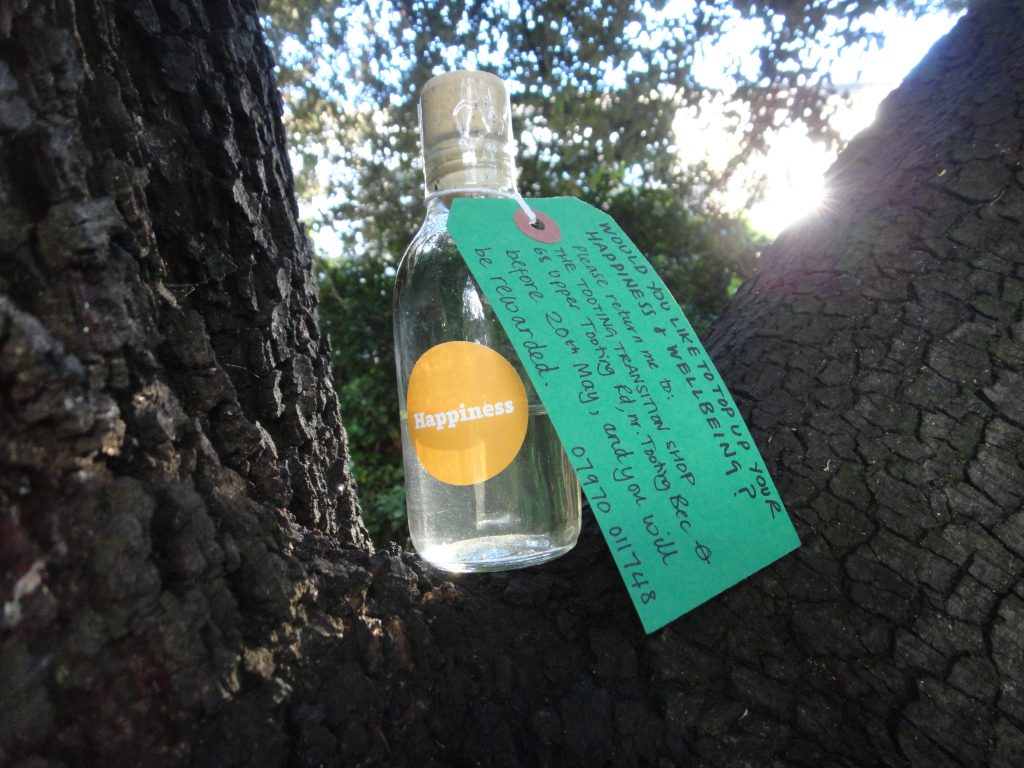 Happiness
WOULD YOU LIKE TO TOP UP YOUR
HAPPINESS & WELLBEING?
Please return me to:
THE TOOTING TRANSITION SHOP
68 Upper Tooting Rd, nr. Tooting Bec ⊖
before 20th May, and you will
be rewarded.
07970 011748